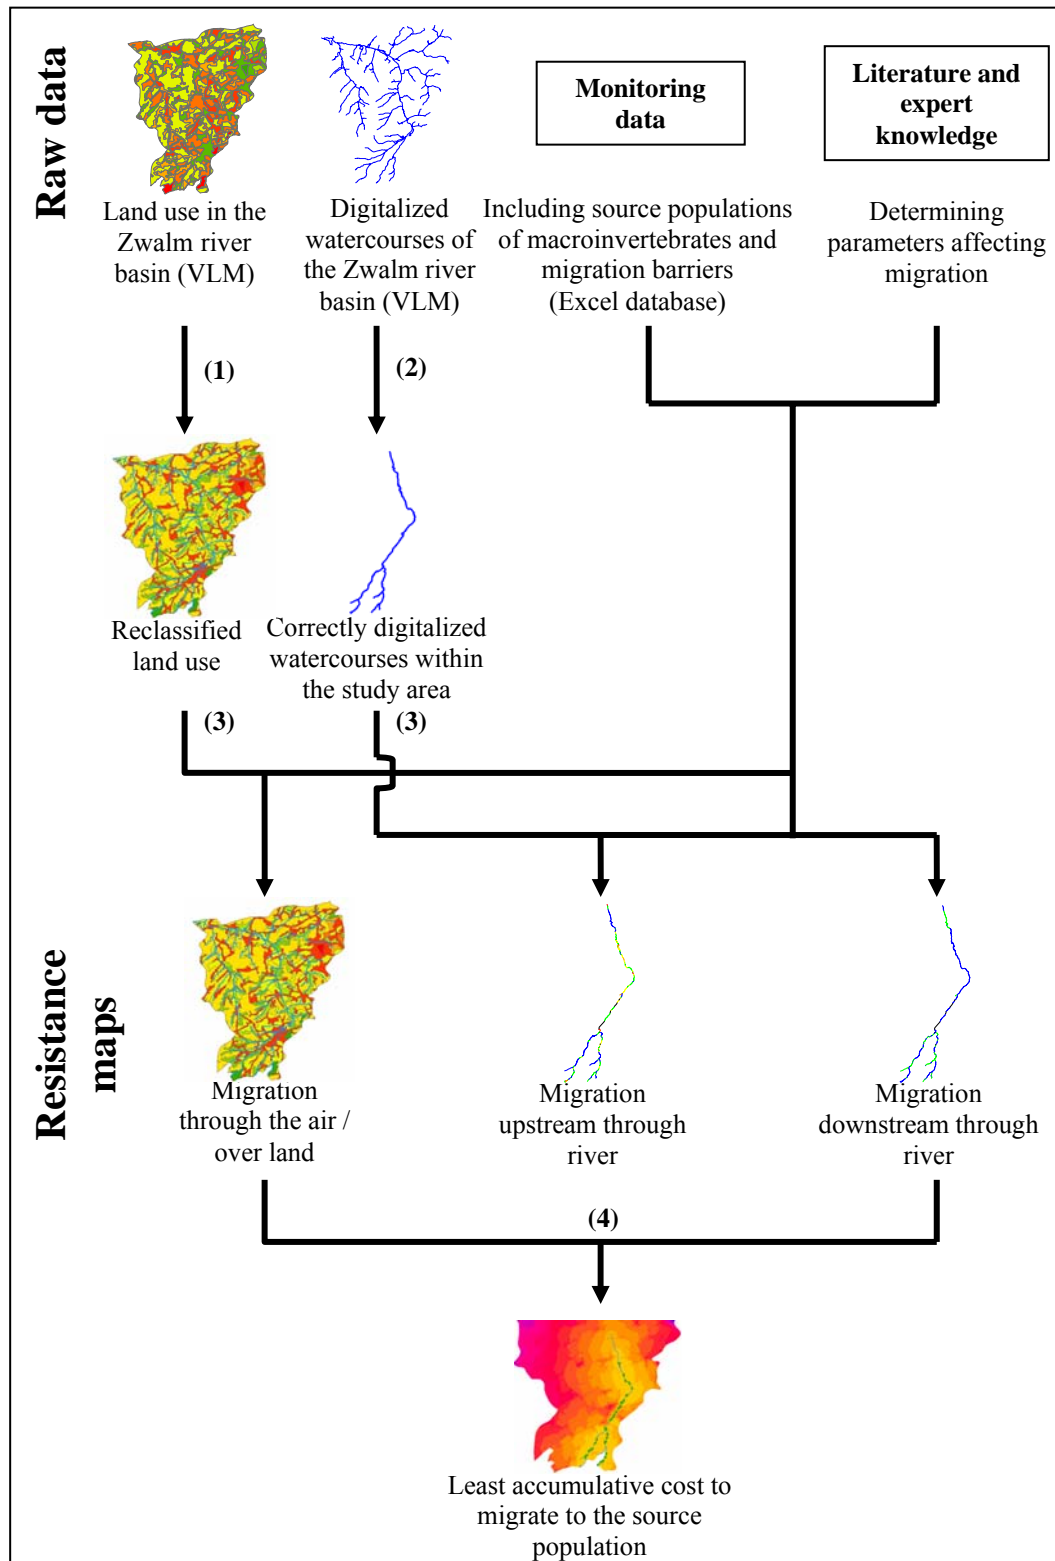 Raw data
Monitoring
data
Literature and
expert
knowledge
Land use in the
Zwalm river
basin (VLM)
Digitalized
watercourses of
the Zwalm river
basin (VLM)
Including source populations
of macroinvertebrates and
migration barriers
(Excel database)
Determining
parameters affecting
migration
(1)
(2)
Reclassified
land use
Correctly digitalized
watercourses within
the study area
(3)
(3)
Resistance
maps
Migration
through the air /
over land
Migration
upstream through
river
Migration
downstream through
river
(4)
Least accumulative cost to
migrate to the source
population